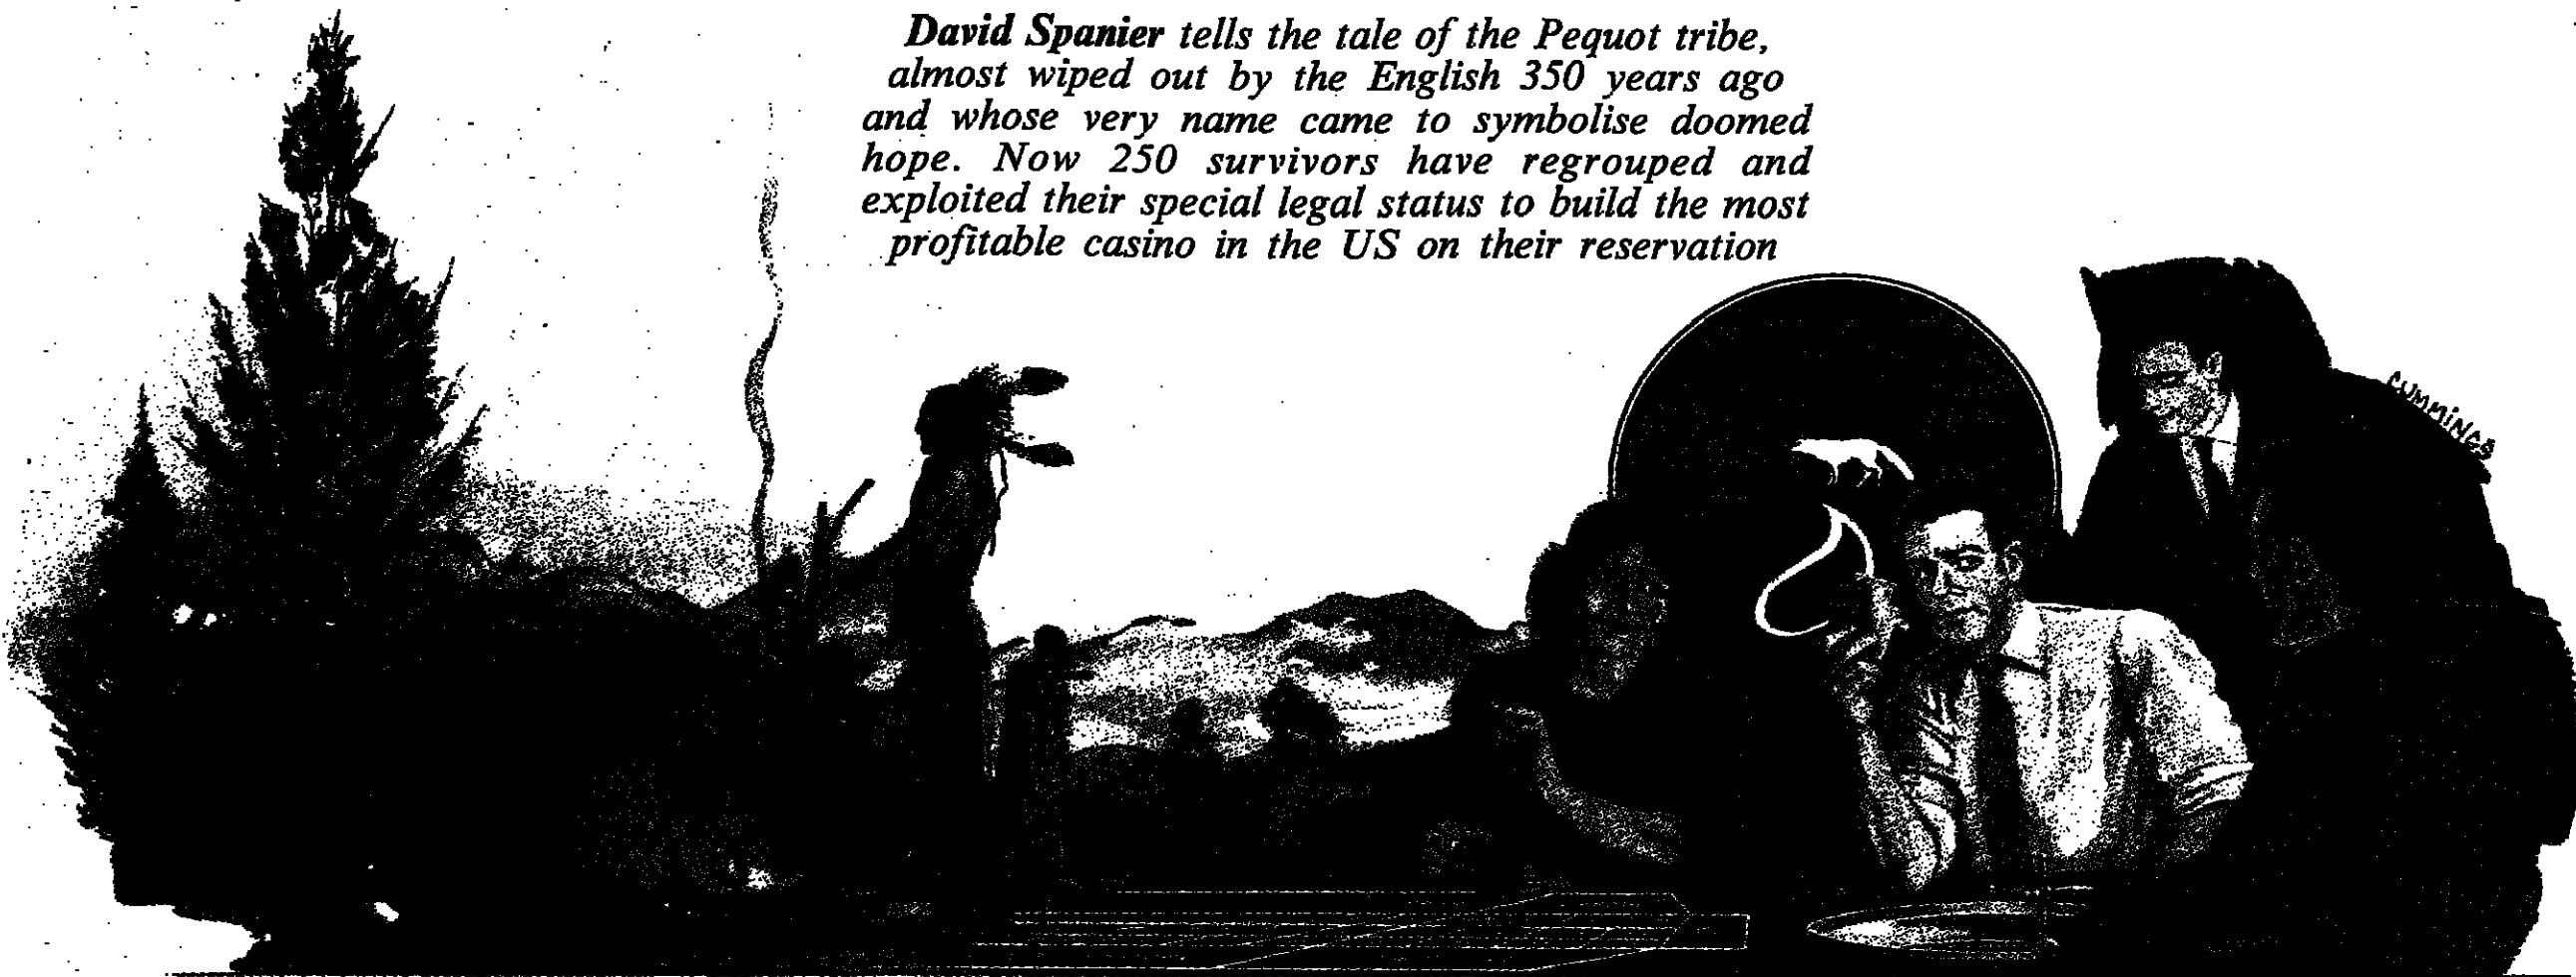 David Spanier tells the tale of the Pequot tribe,
almost wiped out by the English 350 years ago
and whose very name came to symbolise doomed
hope. Now 250 survivors have regrouped and
exploited their special legal status to build the most
profitable casino in the US on their reservation
CUMMINGS